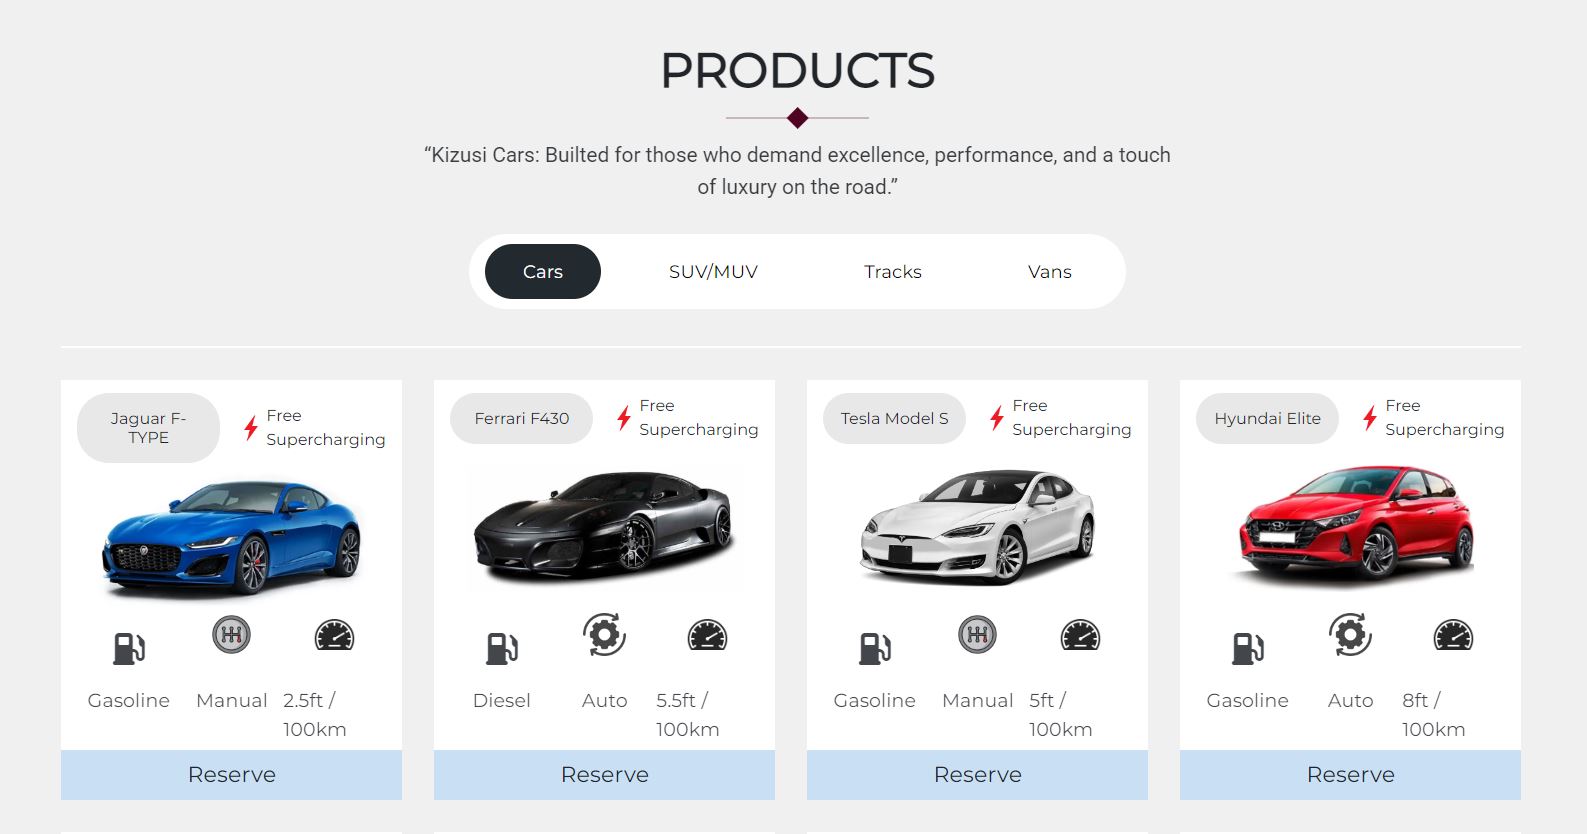 PRODUCTS
“Kizusi Cars: Builted for those who demand excellence, performance, and a touch
of luxury on the road.”
Cars
SUV/MUV
Tracks
Vans
Jaguar F-
TYPE
Free
Supercharging
Gasoline
Manual
2.5ft /
100km
Reserve
Ferrari F430
Free
Supercharging
Diesel
Auto
5.5ft /
100km
Reserve
Tesla Model S
Free
Supercharging
Gasoline
Manual
5ft /
100km
Reserve
Hyundai Elite
Free
Supercharging
Gasoline
Auto
8ft /
100km
Reserve